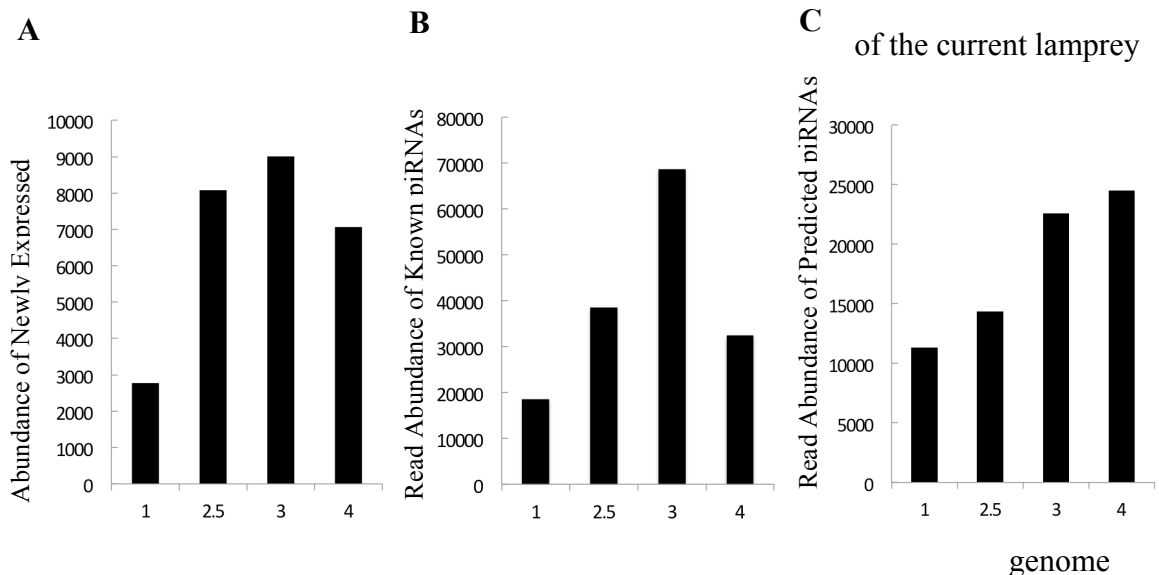 A
Abundance of Newly Expressed
10000
9000
8000
7000
6000
5000
4000
3000
2000
1000
0
1 2.5 3 4
B
Read Abundance of Known piRNAs
80000
70000
60000
50000
40000
30000
20000
10000
0
1 2.5 3 4
C
of the current lamprey
Read Abundance of Predicted piRNAs
30000
25000
20000
15000
10000
5000
0
1 2.5 3 4
genome